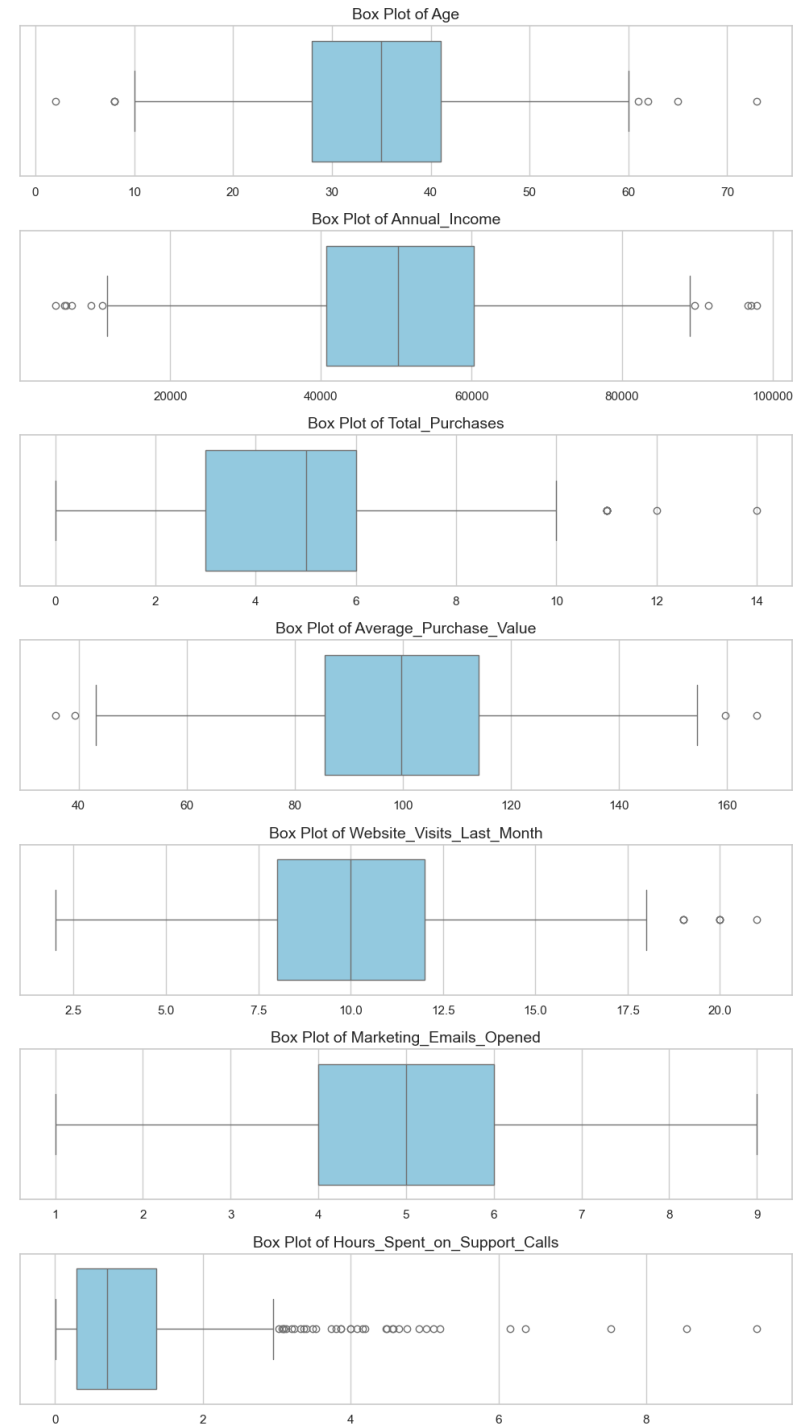 Box Plot of Age
0 10 20 30 40 50 60 70
Box Plot of Annual_Income
20000 40000 60000 80000 100000
Box Plot of Total_Purchases
0 2 4 6 8 10 12 14
Box Plot of Average_Purchase_Value
40 60 80 100 120 140 160
Box Plot of Website_Visits_Last_Month
2.5 5.0 7.5 10.0 12.5 15.0 17.5 20.0
Box Plot of Marketing_Emails_Opened
1 2 3 4 5 6 7 8 9
Box Plot of Hours_Spent_on_Support_Calls
0 2 4 6 8